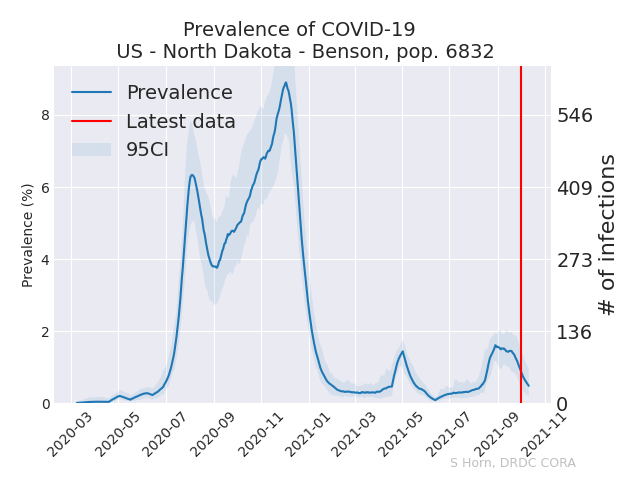 Prevalence of COVID-19
US - North Dakota - Benson, pop. 6832
Prevalence
Latest data
95CI
Prevalence (%)
8
6
4
2
0
546
409
273
136
0
# of infections
2020-03
2020-05
2020-07
2020-09
2020-11
2021-01
2021-03
2021-05
2021-07
2021-09
2021-11
S Horn, DRDC CORA